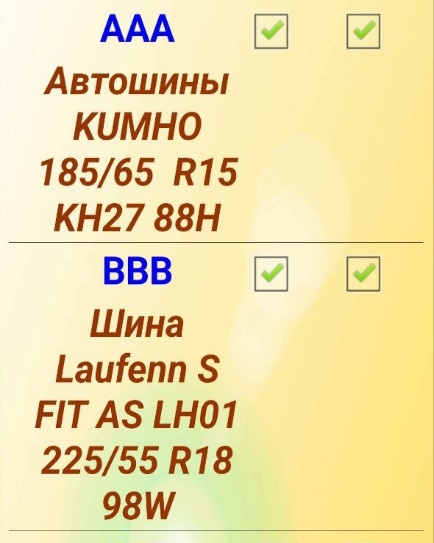 AAA
Автошины
KUMHO
185/65 R15
KH27 88H
BBB
Шина
Laufenn S
FIT AS LH01
225/55 R18
98W